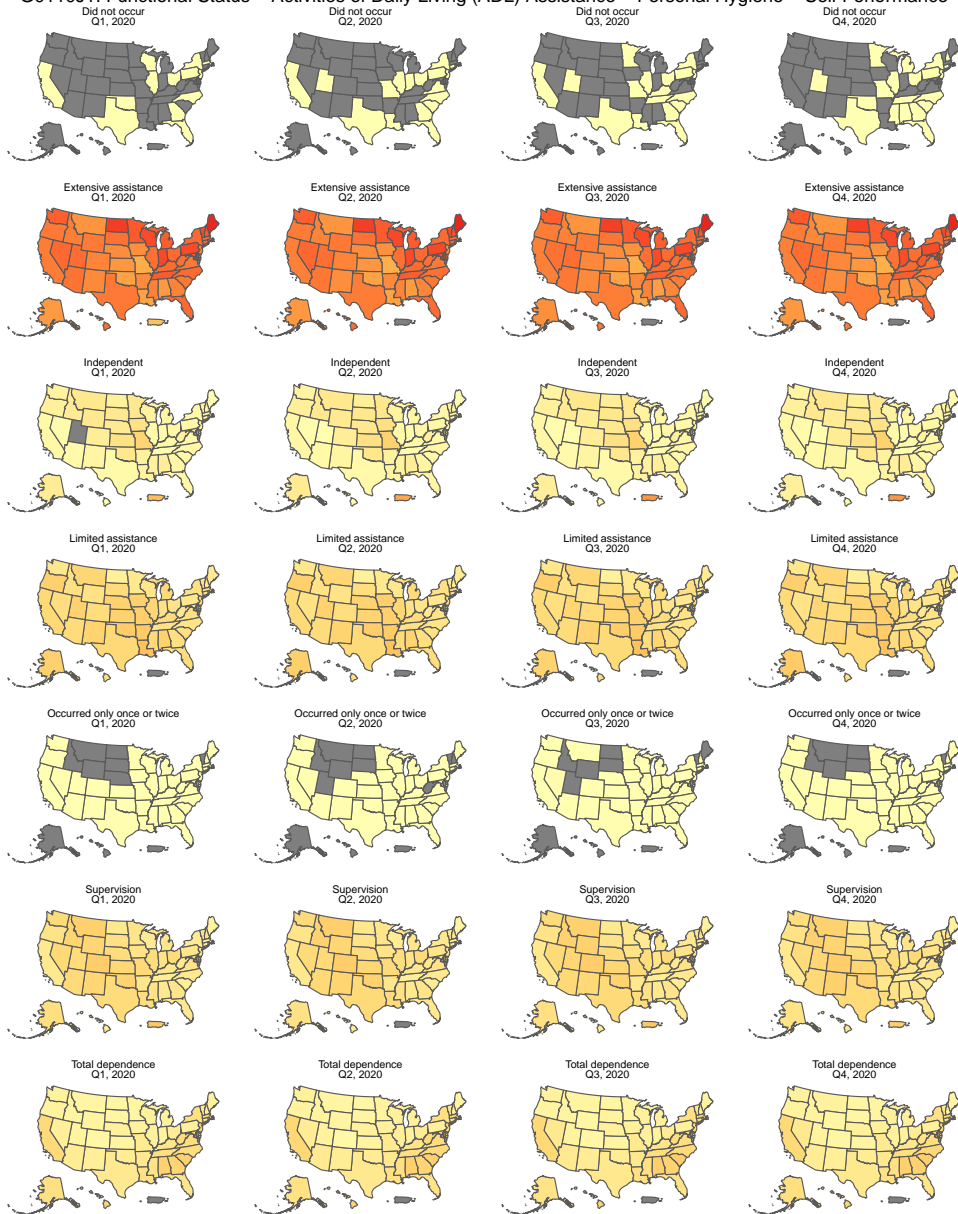 G0110J1: Functional Status − Activities of Daily Living (ADL) Assistance − Personal Hygiene − Self-Performance
Did not occur
Q1, 2020
Did not occur
Q2, 2020
Did not occur
Q3, 2020
Did not occur
Q4, 2020
Extensive assistance
Q1, 2020
Extensive assistance
Q2, 2020
Extensive assistance
Q3, 2020
Extensive assistance
Q4, 2020
Independent
Q1, 2020
Independent
Q2, 2020
Independent
Q3, 2020
Independent
Q4, 2020
Limited assistance
Q1, 2020
Limited assistance
Q2, 2020
Limited assistance
Q3, 2020
Limited assistance
Q4, 2020
Occurred only once or twice
Q1, 2020
Occurred only once or twice
Q2, 2020
Occurred only once or twice
Q3, 2020
Occurred only once or twice
Q4, 2020
Supervision
Q1, 2020
Supervision
Q2, 2020
Supervision
Q3, 2020
Supervision
Q4, 2020
Total dependence
Q1, 2020
Total dependence
Q2, 2020
Total dependence
Q3, 2020
Total dependence
Q4, 2020